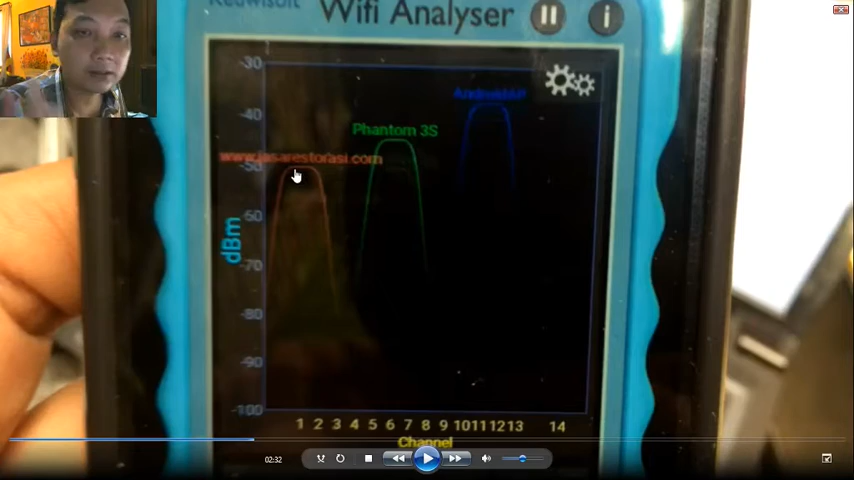 Wifi Analyser
-30
-40
AndroidAP
Phantom 3S
www.jasarestorasi.com
-50
-60
dBm
-70
-80
-90
-100
1 2 3 4 5 6 7 8 9 10 11 12 13 14
Channel
02:32